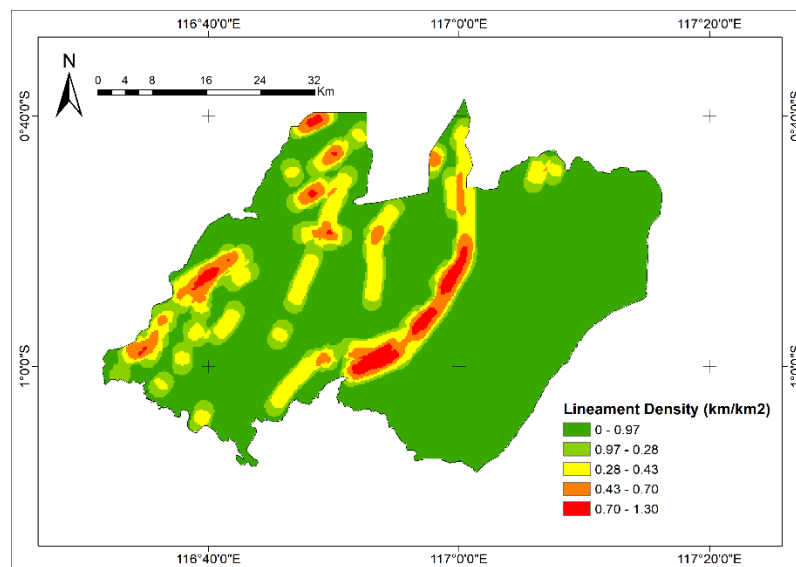 116°40'0"E 117°0'0"E 117°20'0"E
N
0 4 8 16 24 32
Km
0°40'0"S 0°40'0"S
1°0'0"S 1°0'0"S
Lineament Density (km/km2)
0 - 0.97
0.97 - 0.28
0.28 - 0.43
0.43 - 0.70
0.70 - 1.30
116°40'0"E 117°0'0"E 117°20'0"E